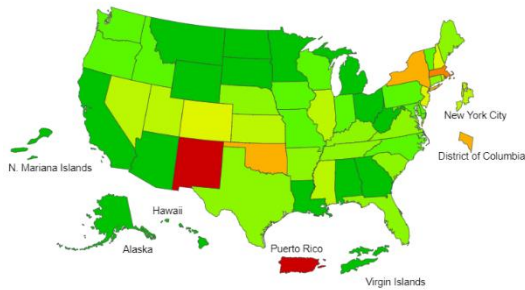 New York City
District of Columbia
N. Mariana Islands
Hawaii
Alaska
Puerto Rico
Virgin Islands